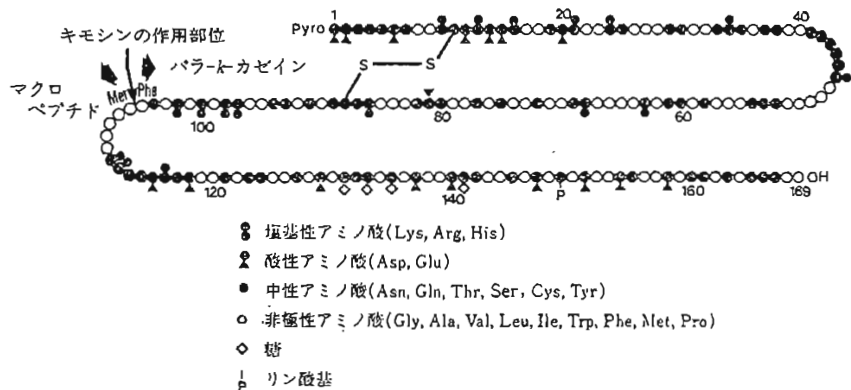 1 20 40
Pyro
キモシンの作用部位
S S
パラ-κ-カゼイン
マクロ
ペプチド
Met Phe
100 80 60
120 140 160 169 OH
P
塩基性アミノ酸(Lys, Arg, His)
酸性アミノ酸(Asp, Glu)
中性アミノ酸(Asn, Gln, Thr, Ser, Cys, Tyr)
非極性アミノ酸(Gly, Ala, Val, Leu, Ile, Trp, Phe, Met, Pro)
糖
P リン酸基